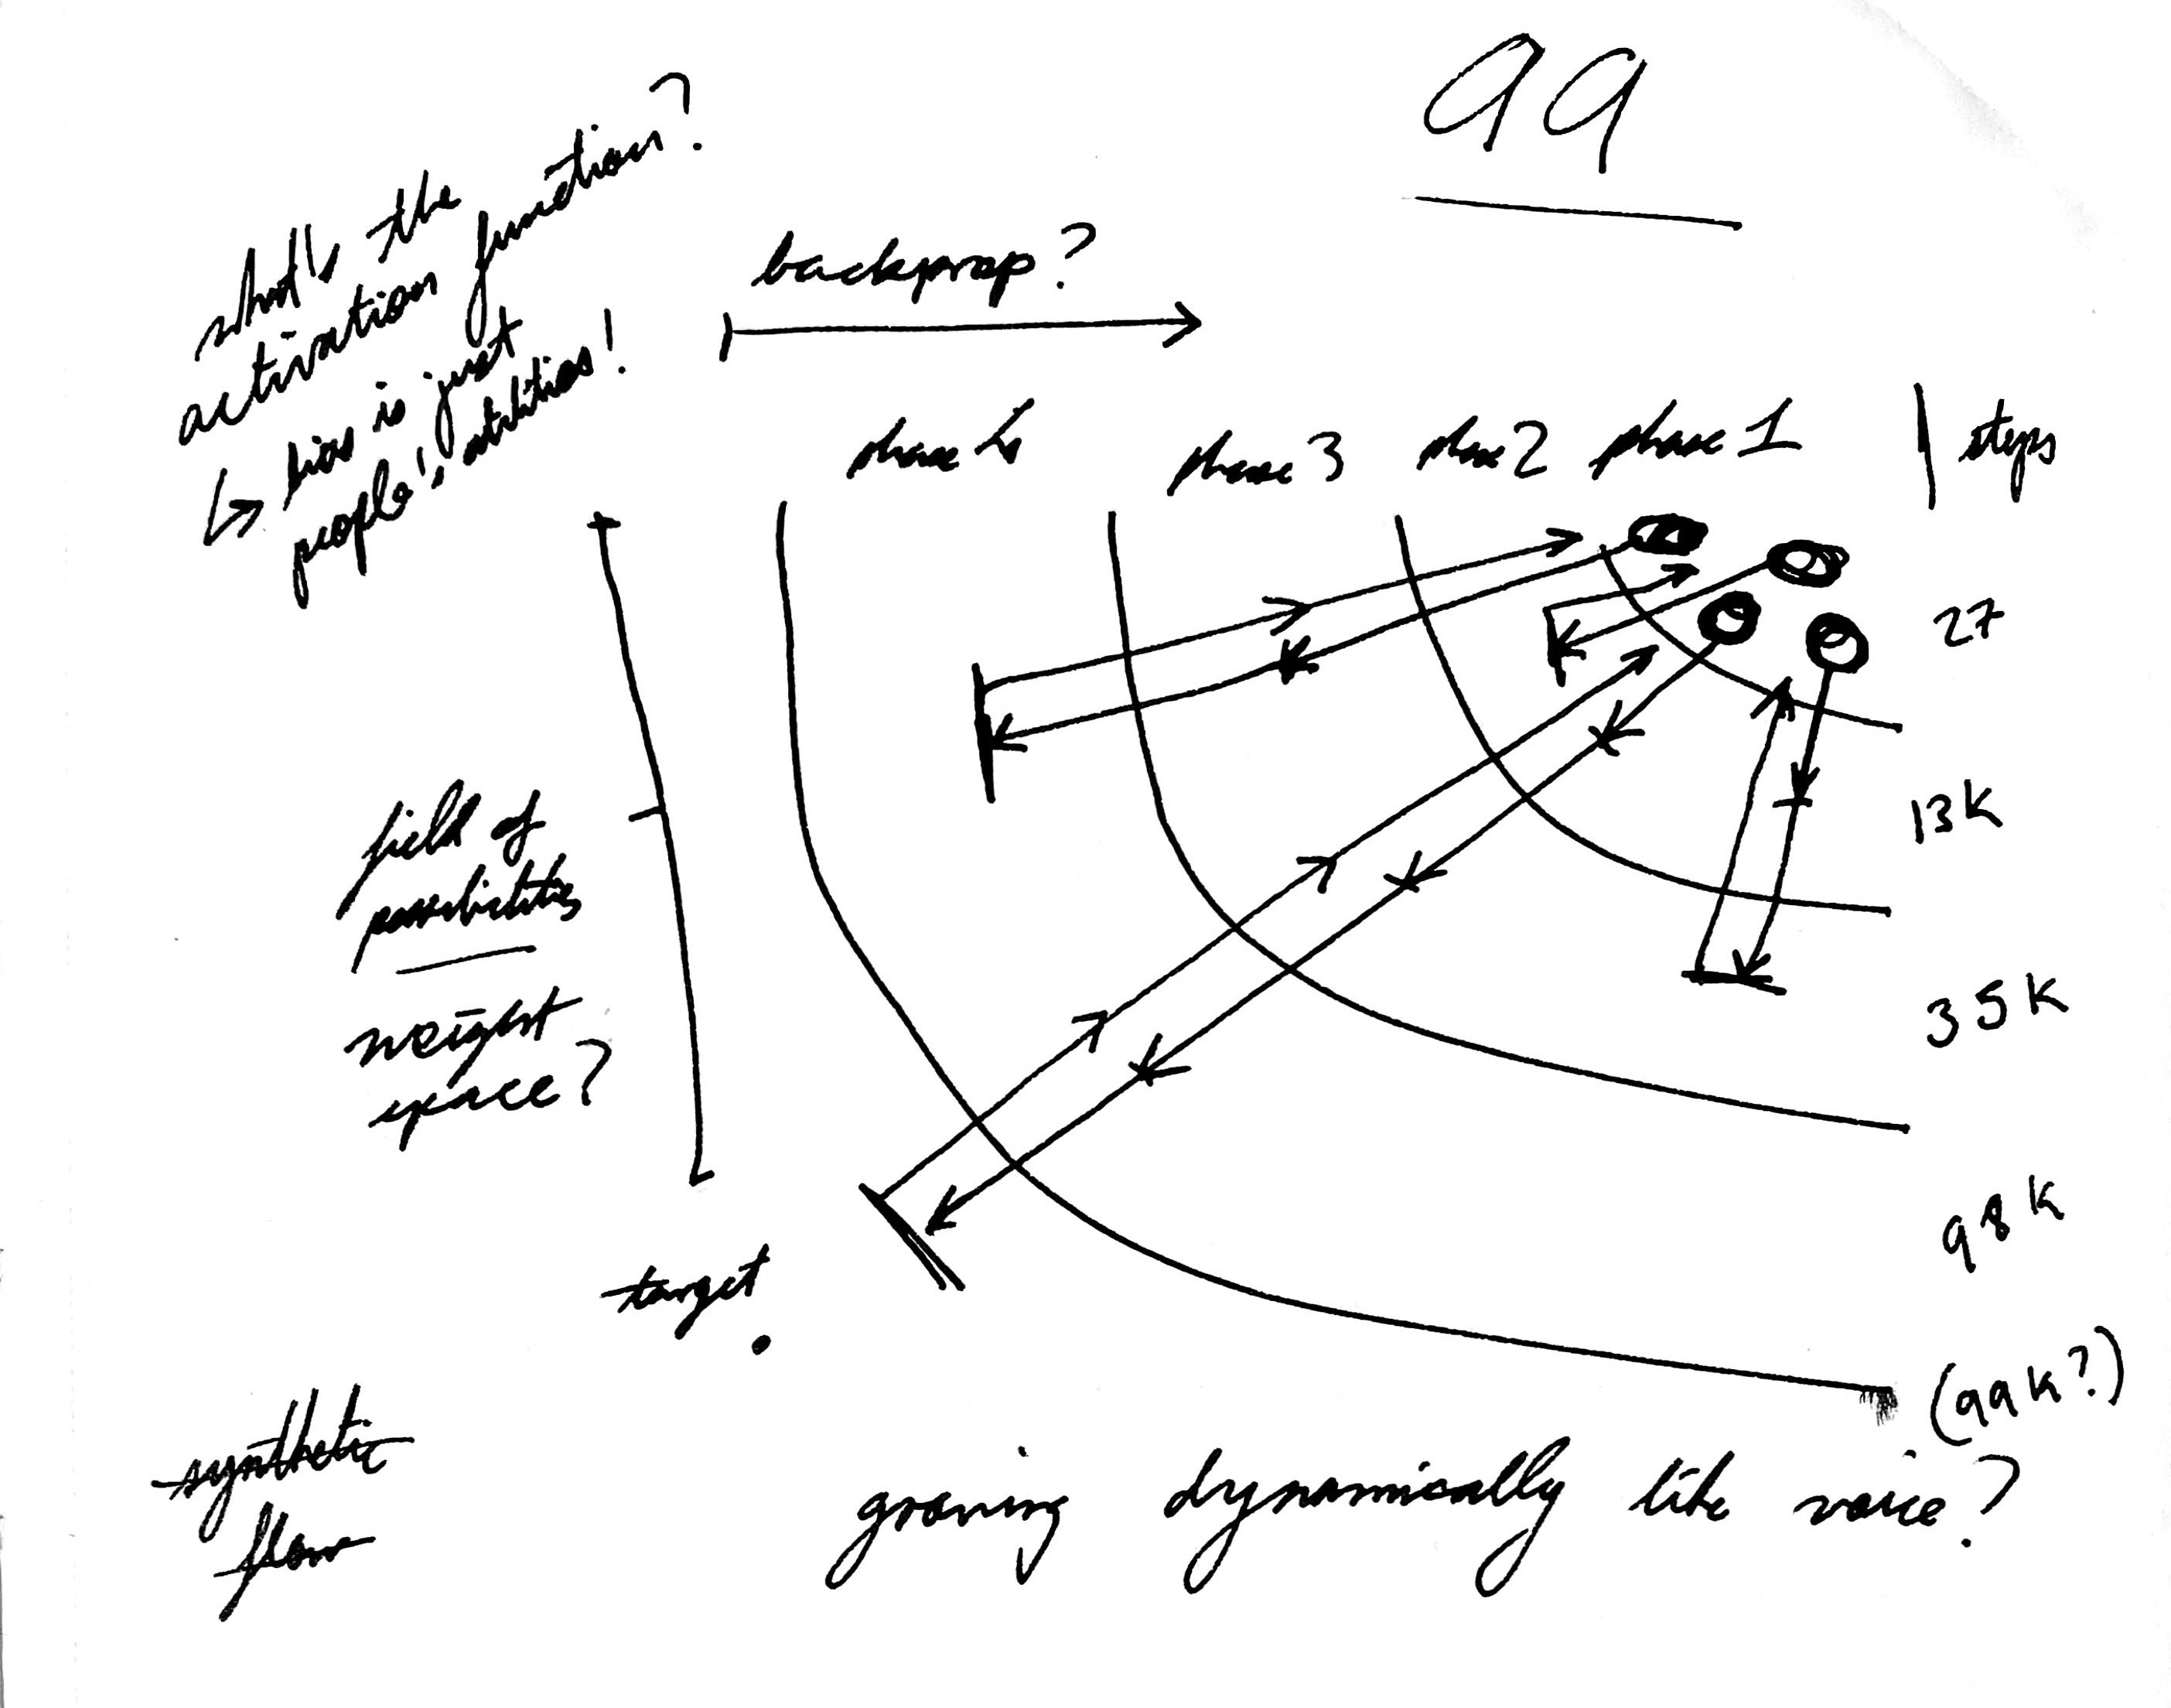 99
what's the
activation function?
↳ bias is just
people's abilities!
backprop?
phase 4 phase 3 phase 2 phase 1 | steps
27
13K
35K
98K
(99K?)
field of
possibilities
weight
space?
target
synthetic
flow
growing dynamically like voice?